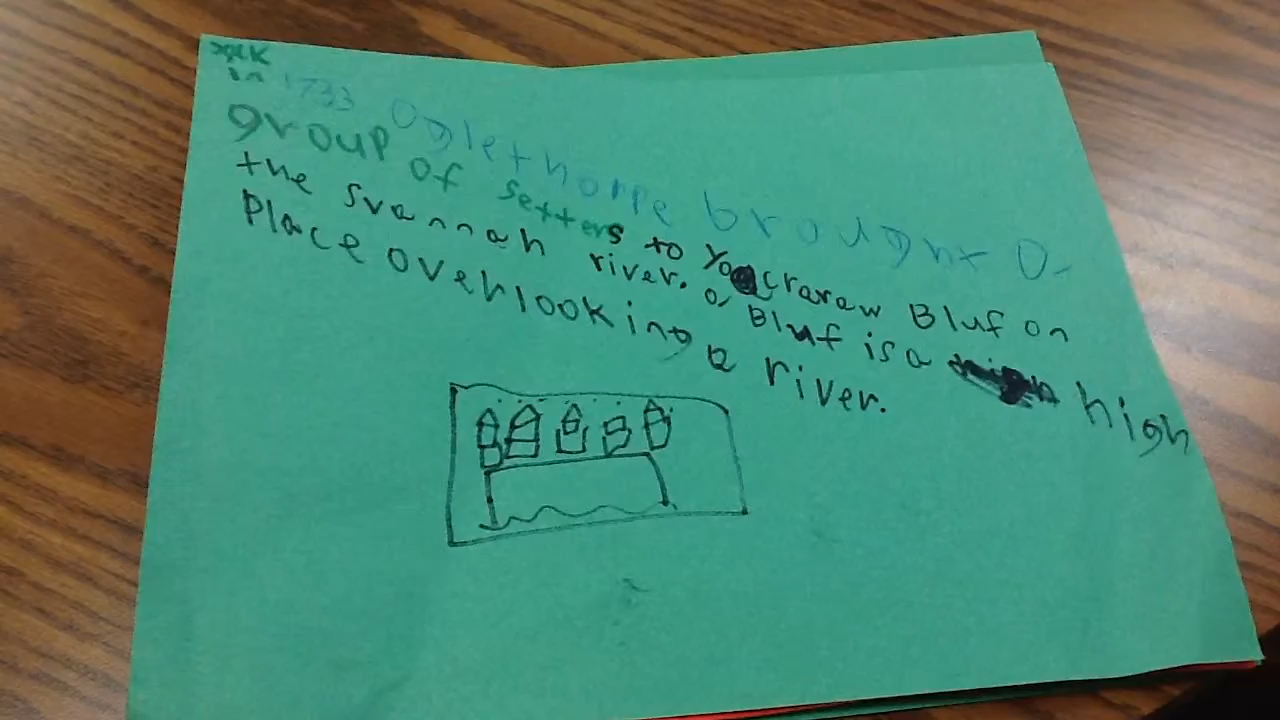 in 1733 Oglethorpe brought a
group of setters to Yacraraw Bluf on
the svannah river. a Bluf is a high
Place overlooking a river.